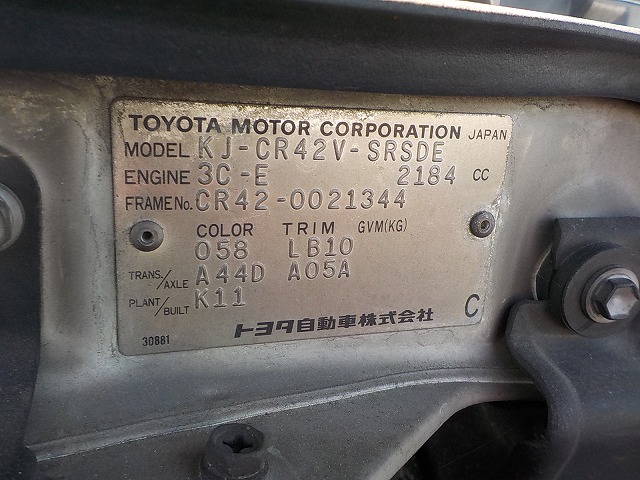 TOYOTA MOTOR CORPORATION JAPAN
MODEL KJ-CR42V-SRSDE
ENGINE 3C-E 2184 CC
FRAME No. CR42-0021344
COLOR TRIM GVM(KG)
058 LB10
TRANS./AXLE A44D A05A
PLANT/BUILT K11
トヨタ自動車株式会社 C
30881